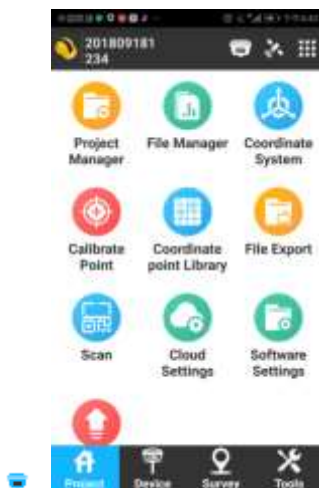 201809181
234
Project
Manager
File Manager
Coordinate
System
Calibrate
Point
Coordinate
point Library
File Export
Scan
Cloud
Settings
Software
Settings
Project
Device
Survey
Tools